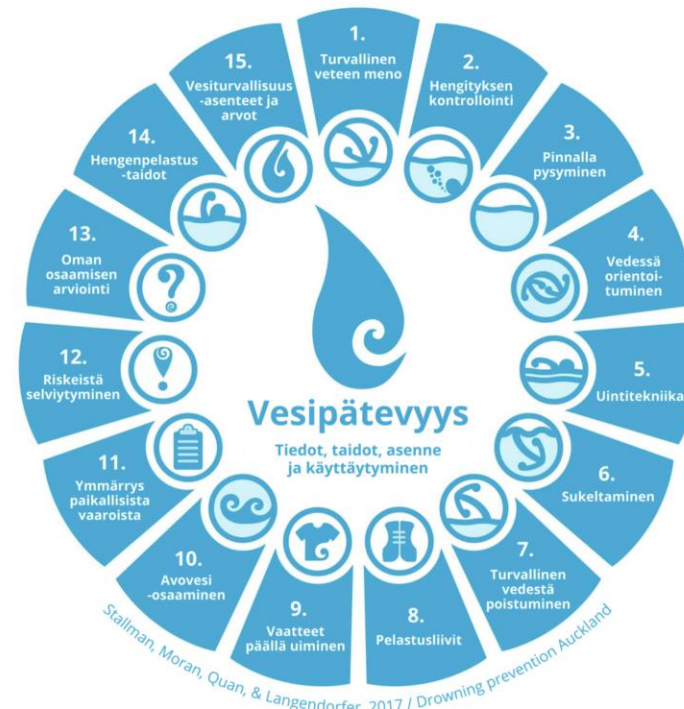 1.
Turvallinen
veteen meno
2.
Hengityksen
kontrollointi
3.
Pinnalla
pysyminen
4.
Vedessä
orientoi-
tuminen
5.
Uintitekniikat
6.
Sukeltaminen
7.
Turvallinen
vedestä
poistuminen
8.
Pelastusliivit
9.
Vaatteet
päällä uiminen
10.
Avovesi
-osaaminen
11.
Ymmärrys
paikallisista
vaaroista
12.
Riskeistä
selviytyminen
13.
Oman
osaamisen
arviointi
14.
Hengenpelastus
-taidot
15.
Vesiturvallisuus
-asenteet ja
arvot
Vesipätevyys
Tiedot, taidot, asenne
ja käyttäytyminen
Stallman, Moran, Quan, & Langendorfer, 2017 / Drowning prevention Auckland